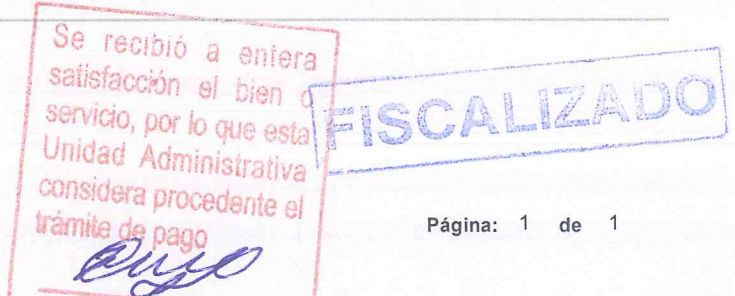 Se recibió a entera
satisfacción el bien o
servicio, por lo que esta
Unidad Administrativa
considera procedente el
trámite de pago
FISCALIZADO
Página: 1 de 1